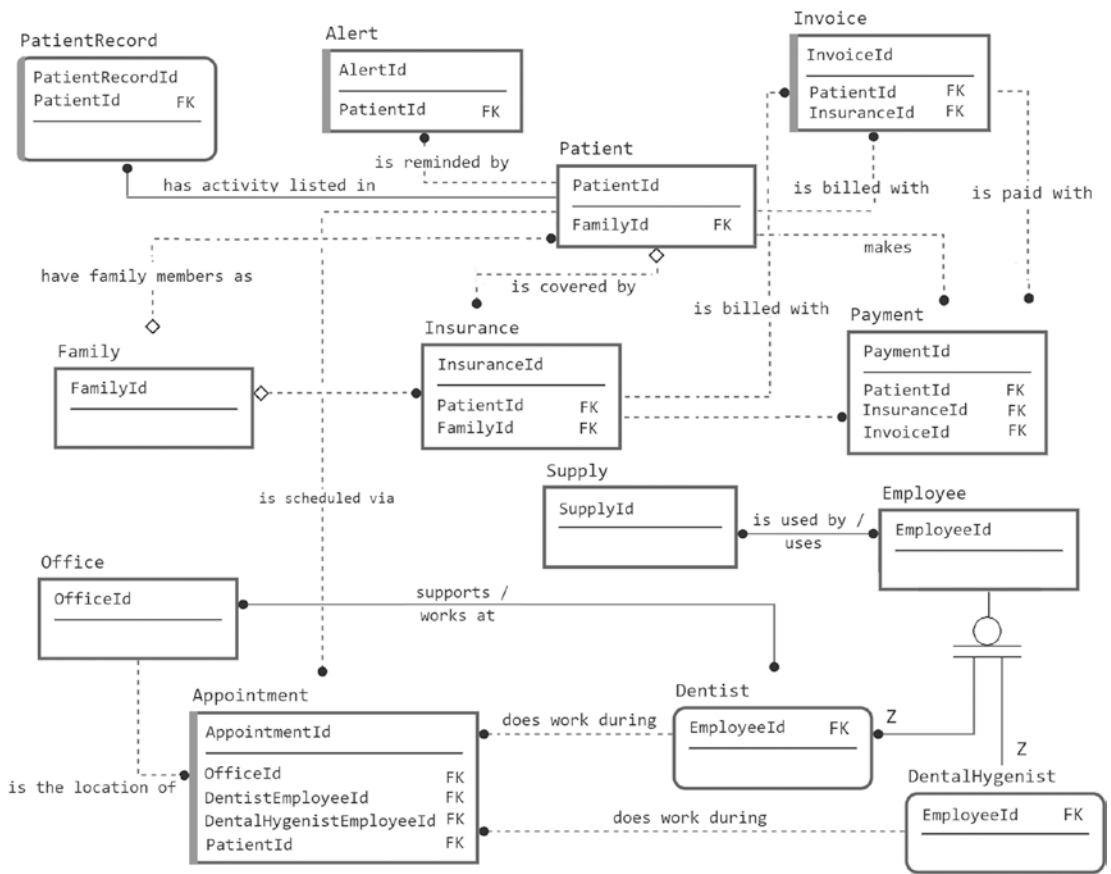 PatientRecord
PatientRecordId
PatientId FK
Alert
AlertId
PatientId FK
Invoice
InvoiceId
PatientId FK
InsuranceId FK
is reminded by
has activity listed in
Patient
PatientId
FamilyId FK
is billed with
is paid with
makes
have family members as
is covered by
is billed with
Family
FamilyId
Insurance
InsuranceId
PatientId FK
FamilyId FK
Payment
PaymentId
PatientId FK
InsuranceId FK
InvoiceId FK
is scheduled via
Supply
SupplyId
is used by /
uses
Employee
EmployeeId
Office
OfficeId
supports /
works at
is the location of
Appointment
AppointmentId
OfficeId FK
DentistEmployeeId FK
DentalHygenistEmployeeId FK
PatientId FK
does work during
Dentist
EmployeeId FK
Z
Z
does work during
DentalHygenist
EmployeeId FK